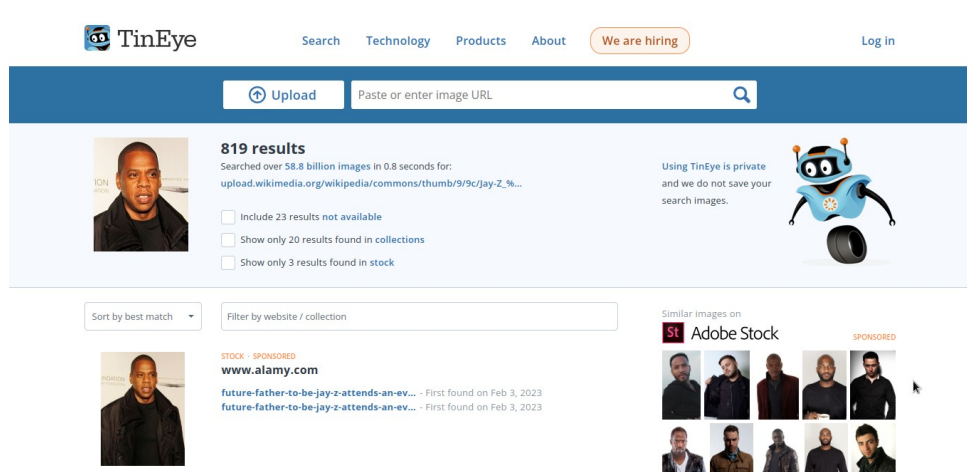 TinEye
Search Technology Products About We are hiring Log in
Upload Paste or enter image URL
819 results
Searched over 58.8 billion images in 0.8 seconds for:
upload.wikimedia.org/wikipedia/commons/thumb/9/9c/Jay-Z_%...
Include 23 results not available
Show only 20 results found in collections
Show only 3 results found in stock
Using TinEye is private
and we do not save your
search images.
Sort by best match
Filter by website / collection
STOCK · SPONSORED
www.alamy.com
future-father-to-be-jay-z-attends-an-ev... - First found on Feb 3, 2023
future-father-to-be-jay-z-attends-an-ev... - First found on Feb 3, 2023
Similar images on
St Adobe Stock
SPONSORED